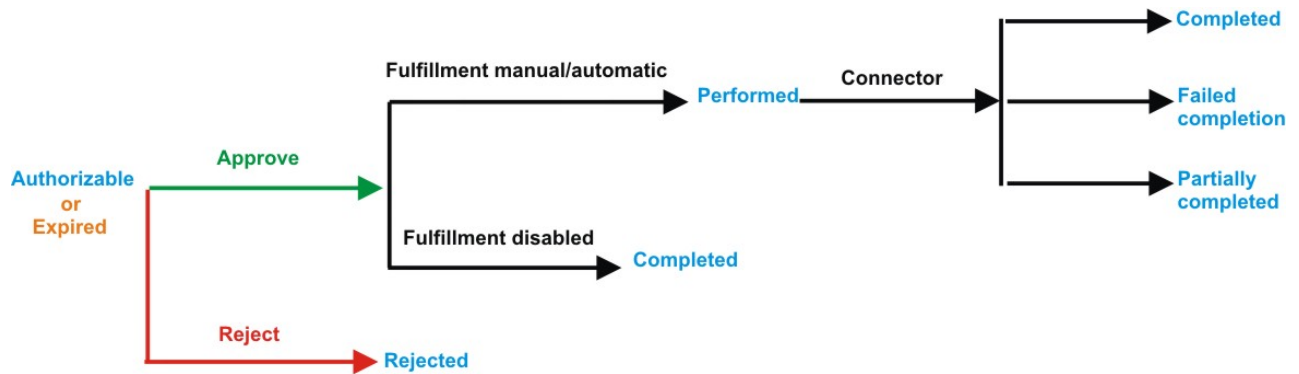 Completed
Fulfillment manual/automatic
Connector
Performed
Failed
completion
Approve
Authorizable
or
Expired
Partially
completed
Fulfillment disabled
Completed
Reject
Rejected